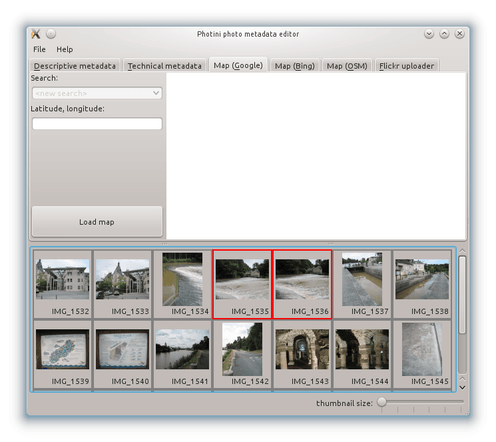 Photini photo metadata editor
File Help
Descriptive metadata Technical metadata Map (Google) Map (Bing) Map (OSM) Flickr uploader
Search:
<new search>
Latitude, longitude:
Load map
IMG_1532 IMG_1533 IMG_1534 IMG_1535 IMG_1536 IMG_1537 IMG_1538
IMG_1539 IMG_1540 IMG_1541 IMG_1542 IMG_1543 IMG_1544 IMG_1545
thumbnail size: